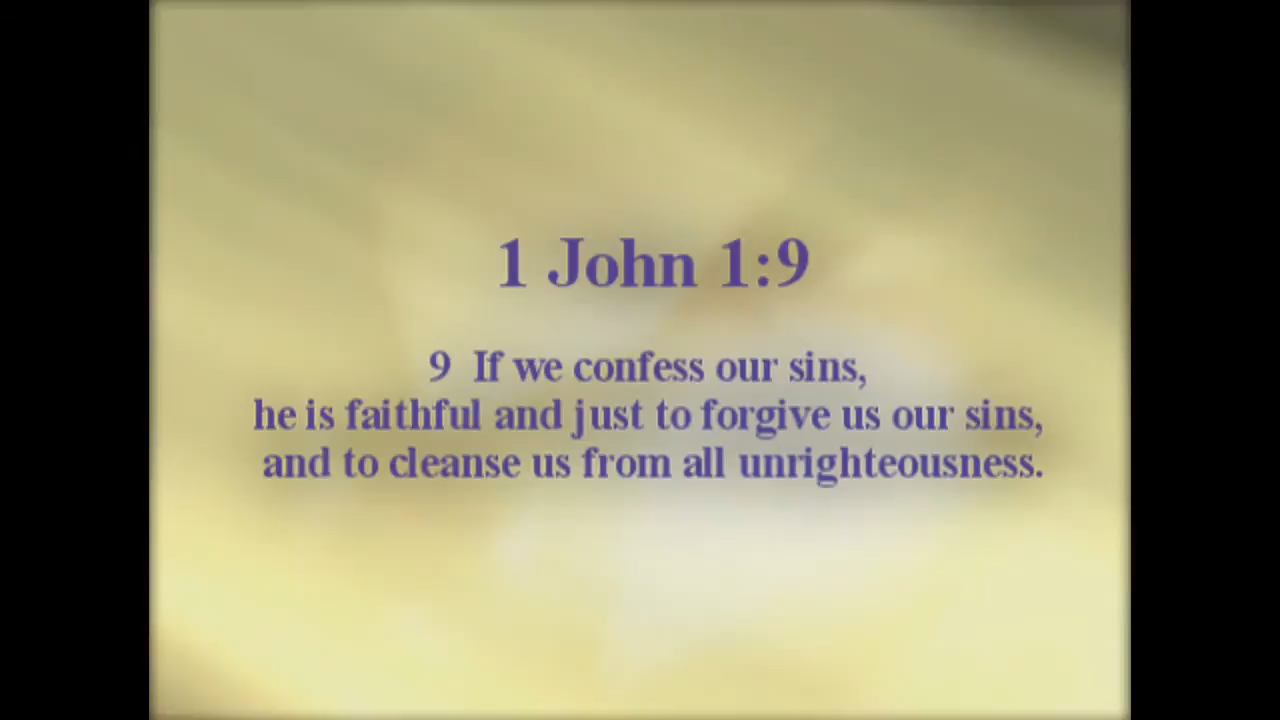 1 John 1:9
9 If we confess our sins,
he is faithful and just to forgive us our sins,
and to cleanse us from all unrighteousness.